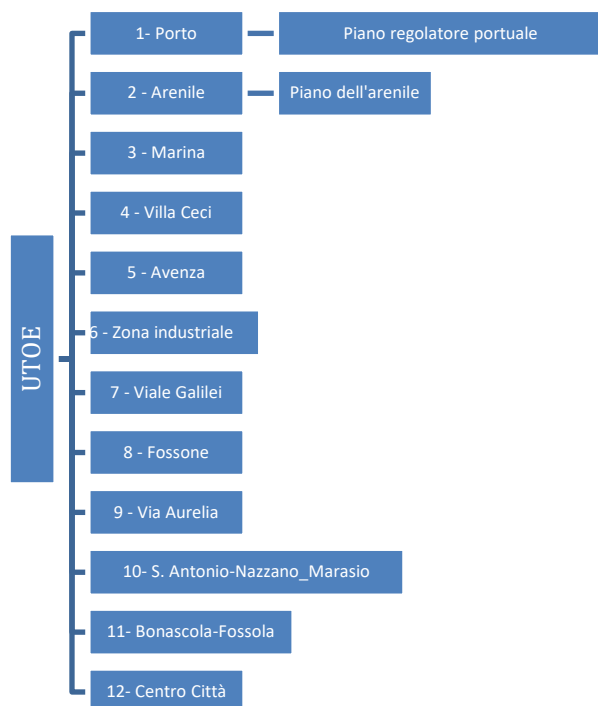 UTOE
1- Porto
Piano regolatore portuale
2 - Arenile
Piano dell'arenile
3 - Marina
4 - Villa Ceci
5 - Avenza
6 - Zona industriale
7 - Viale Galilei
8 - Fossone
9 - Via Aurelia
10- S. Antonio-Nazzano_Marasio
11- Bonascola-Fossola
12- Centro Città